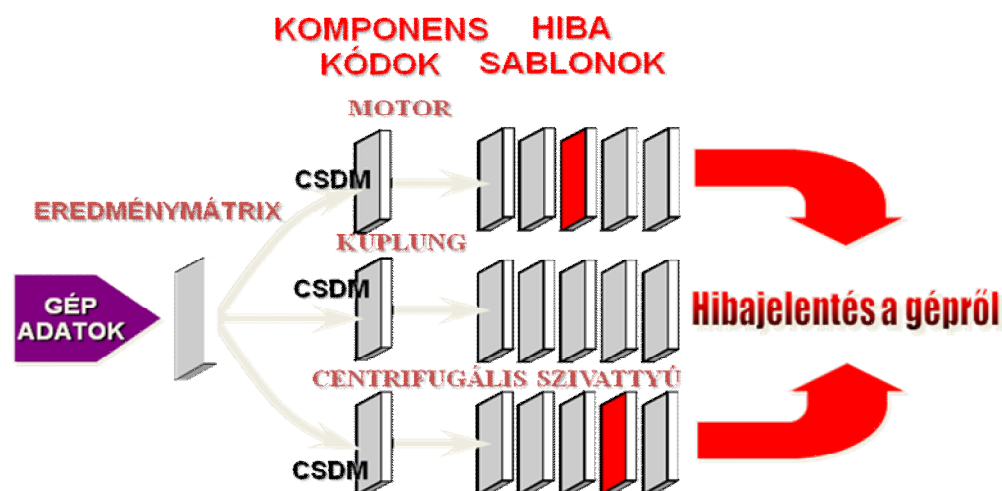 KOMPONENS KÓDOK
HIBA SABLONOK
MOTOR
CSDM
EREDMÉNYMÁTRIX
KUPLUNG
CSDM
GÉP
ADATOK
Hibajelentés a gépről
CENTRIFUGÁLIS SZIVATTYÚ
CSDM